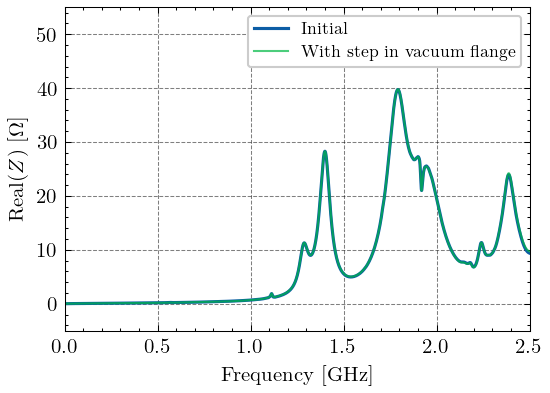 Initial
With step in vacuum flange
50
40
30
20
10
0
Real(Z) [Ω]
0.0 0.5 1.0 1.5 2.0 2.5
Frequency [GHz]